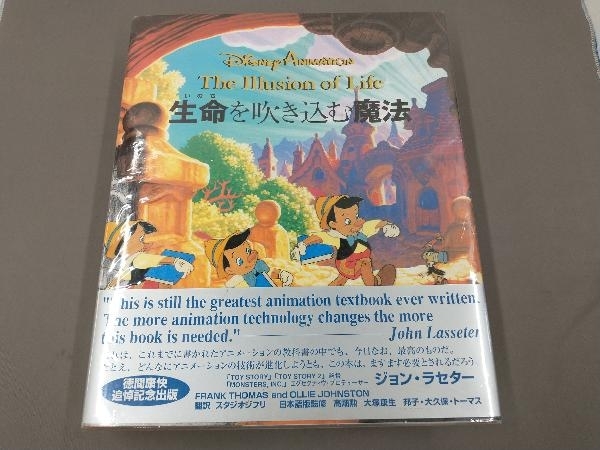 Disney Animation
The Illusion of Life
いのち
生命を吹き込む魔法
"This is still the greatest animation textbook ever written.
The more animation technology changes the more
this book is needed."
John Lasseter
これは、これまでに書かれたアニメーションの教科書の中でも、今日なお、最高のものだ。
たとえ、どんなにアニメーションの技術が進化しようとも、この本は、ますます必要とされるだろう。
「TOY STORY」「TOY STORY 2」監督
「MONSTERS, INC.」エグゼクティヴ・プロデューサー
ジョン・ラセター
徳間康快
追悼記念出版
FRANK THOMAS and OLLIE JOHNSTON
翻訳 スタジオジブリ 日本語版監修 高畑勲 大塚康生 邦子・大久保・トーマス